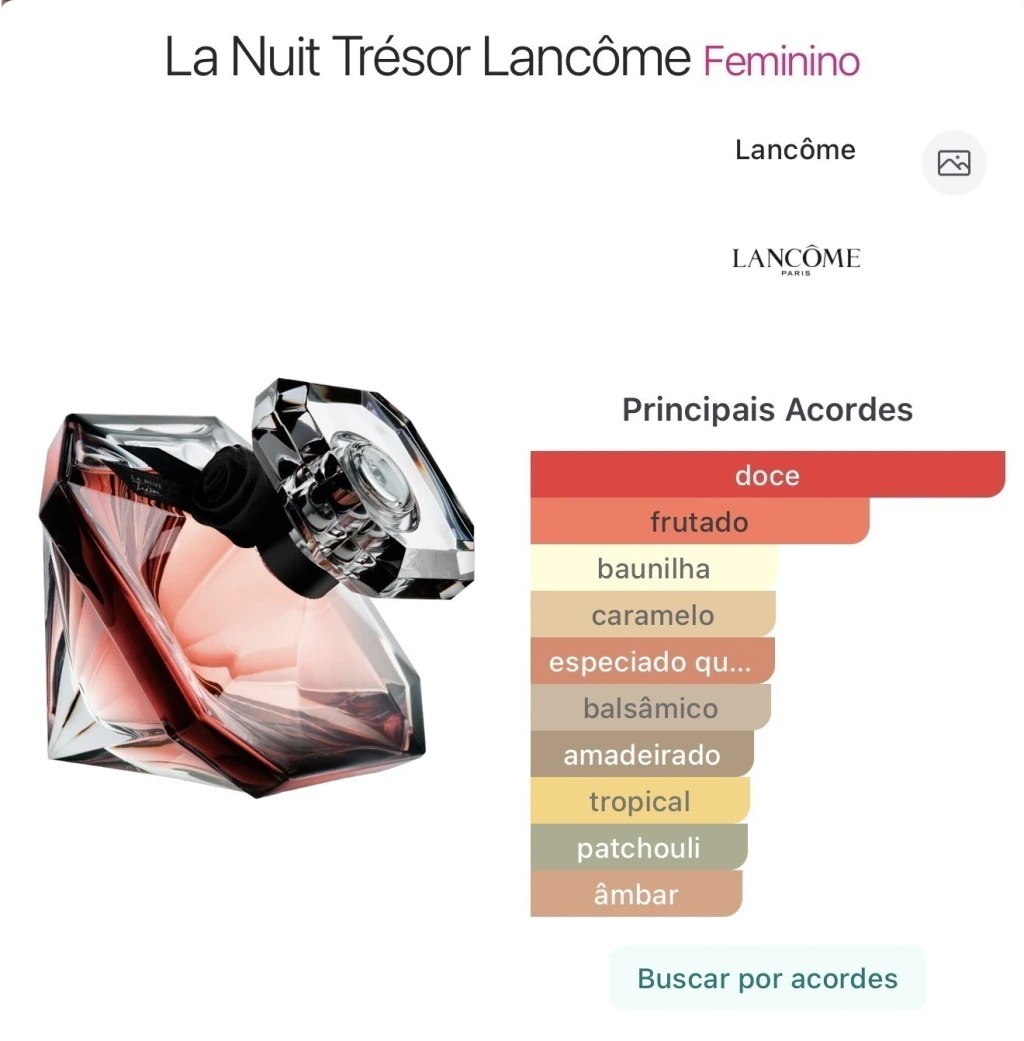 La Nuit Trésor Lancôme Feminino
Lancôme
LANCÔME
PARIS
Principais Acordes
doce
frutado
baunilha
caramelo
especiado qu...
balsâmico
amadeirado
tropical
patchouli
âmbar
Buscar por acordes